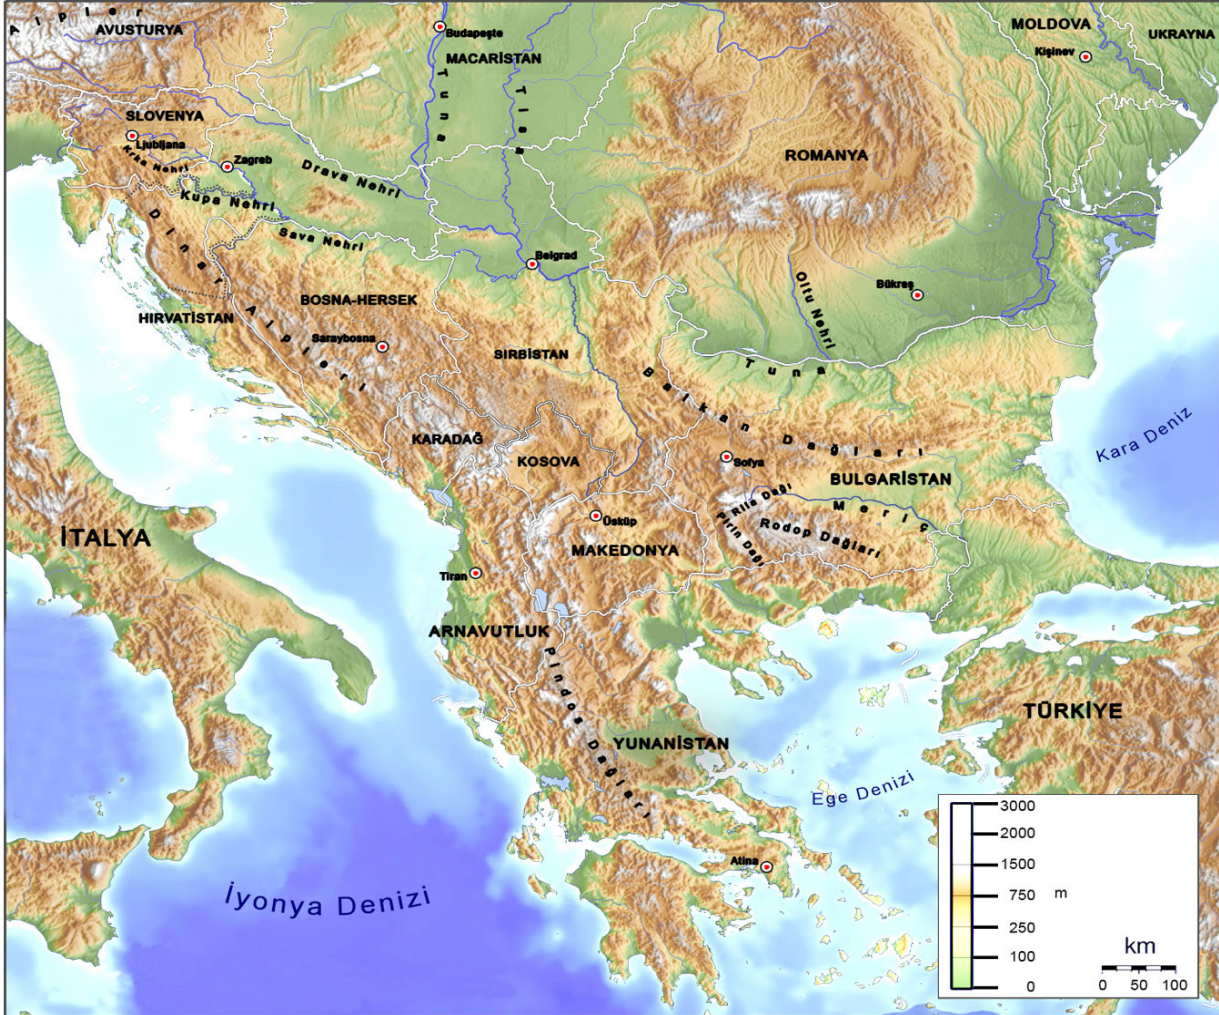 Alpler
AVUSTURYA
Budapeşte
MACARİSTAN
MOLDOVA
Kişinev
UKRAYNA
Tuna
Tisa
SLOVENYA
Ljubljana
Krka Nehri
Zagreb
Drava Nehri
ROMANYA
Kupa Nehri
Sava Nehri
Dinar Alpleri
Belgrad
BOSNA-HERSEK
HIRVATİSTAN
Saraybosna
SIRBİSTAN
Oltu Nehri
Bükreş
Tuna
Balkan Dağları
KARADAĞ
KOSOVA
Sofya
BULGARİSTAN
Kara Deniz
Rila Dağı
Meriç
Pirin Dağı
Rodop Dağları
İTALYA
Üsküp
MAKEDONYA
Tiran
ARNAVUTLUK
Pindos Dağları
YUNANİSTAN
TÜRKİYE
Ege Denizi
Atina
İyonya Denizi
3000
2000
1500
750 m
250
100
0
km
0 50 100